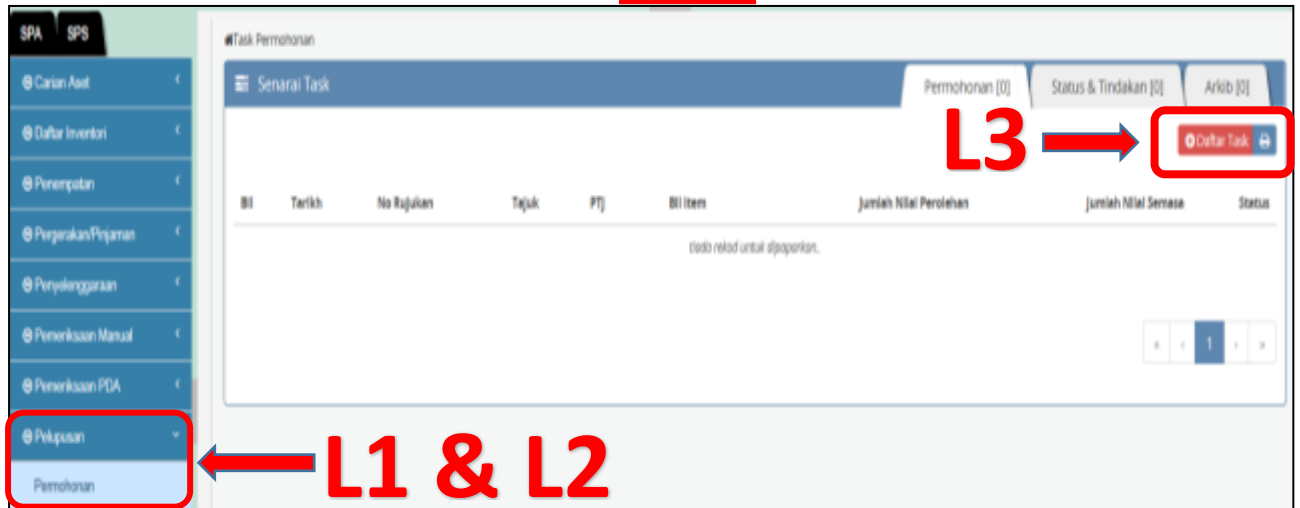 SPA SPS
Task Permohonan
Carian Aset
Senarai Task
Permohonan [0]
Status & Tindakan [0]
Arkib [0]
Daftar Inventori
L3
Daftar Task
Penempatan
Bil Tarikh No Rujukan Tajuk PTJ Bil Item Jumlah Nilai Perolehan Jumlah Nilai Semasa Status
Pergerakan/Pinjaman
tiada rekod untuk dipaparkan.
Penyelenggaraan
Pemeriksaan Manual
« ‹ 1 › »
Pemeriksaan PDA
Pelupusan
L1 & L2
Permohonan